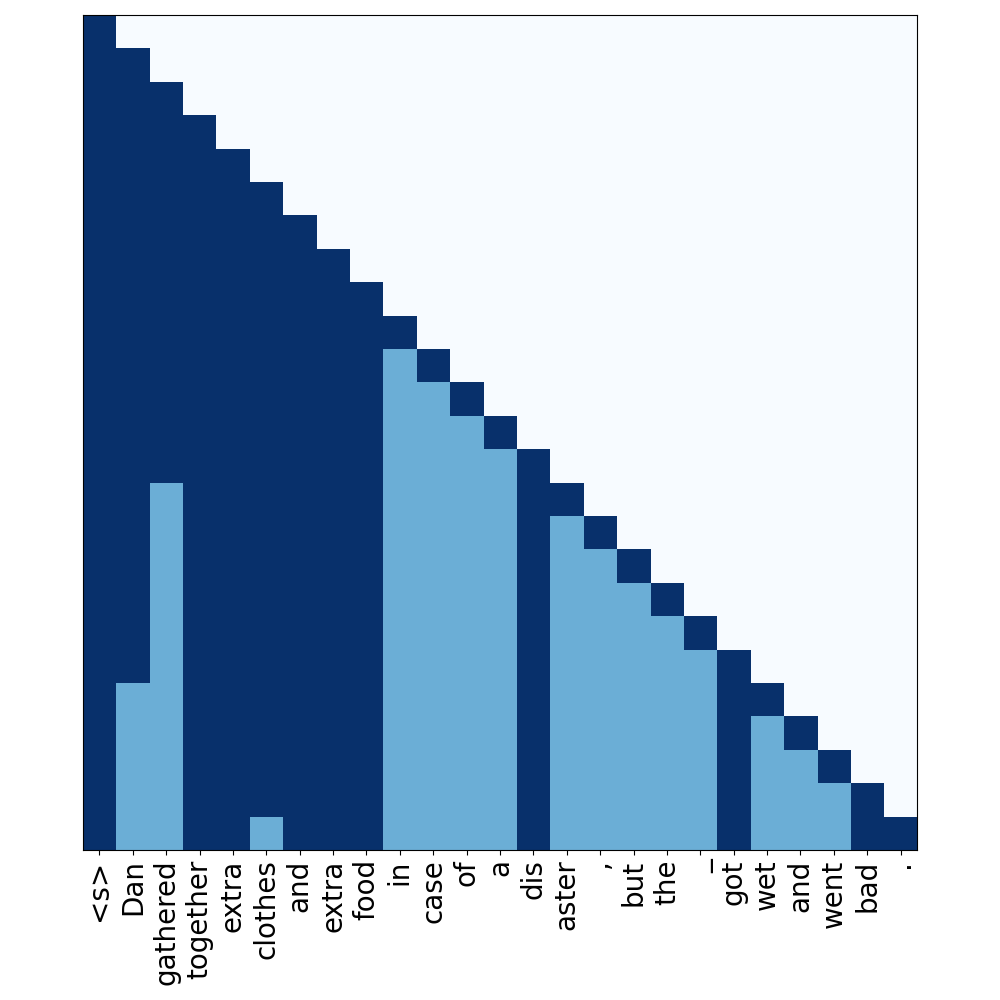 <s>
Dan
gathered
together
extra
clothes
and
extra
food
in
case
of
a
dis
aster
,
but
the
_
got
wet
and
went
bad
.